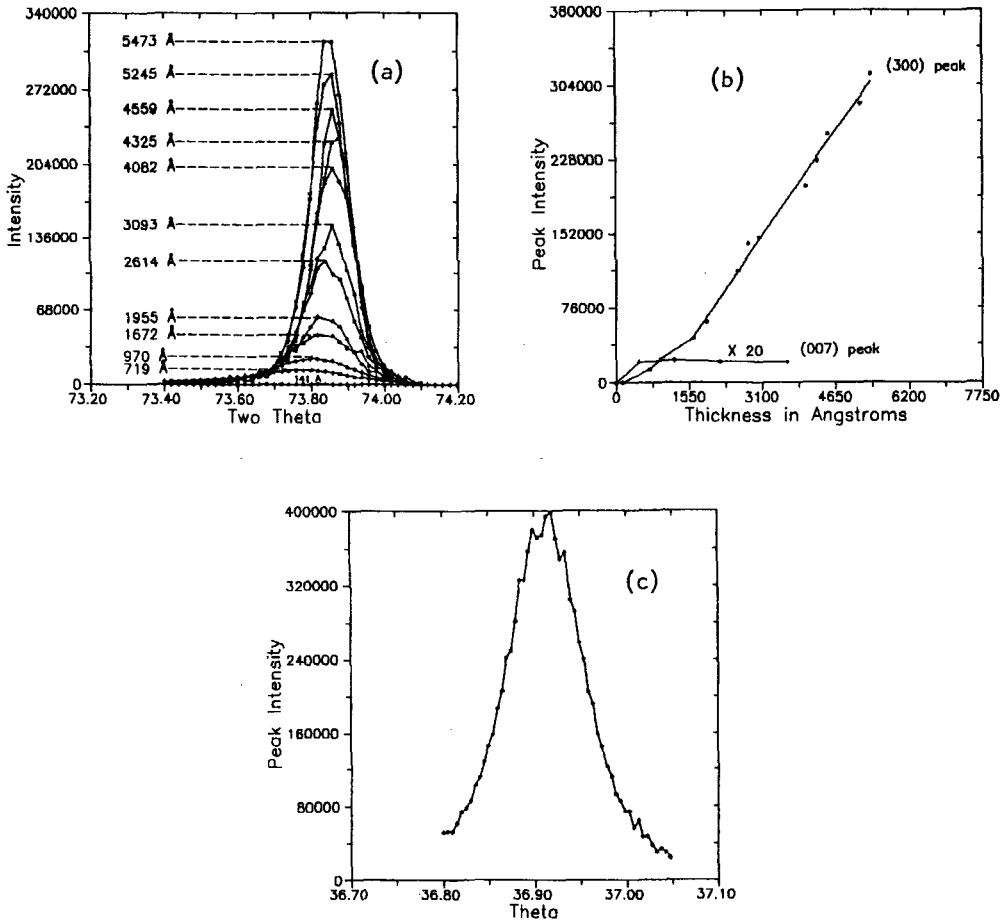 (a)
340000
272000
204000
136000
68000
0
Intensity
5473 Å
5245 Å
4559 Å
4325 Å
4082 Å
3093 Å
2614 Å
1955 Å
1672 Å
970 Å
719 Å
73.20
73.40
73.60
73.80
74.00
74.20
Two Theta
(b)
380000
304000
228000
152000
76000
0
Peak Intensity
(300) peak
X 20
(007) peak
0
1550
3100
4650
6200
7750
Thickness in Angstroms
(c)
400000
320000
240000
160000
80000
0
Peak Intensity
36.70
36.80
36.90
37.00
37.10
Theta